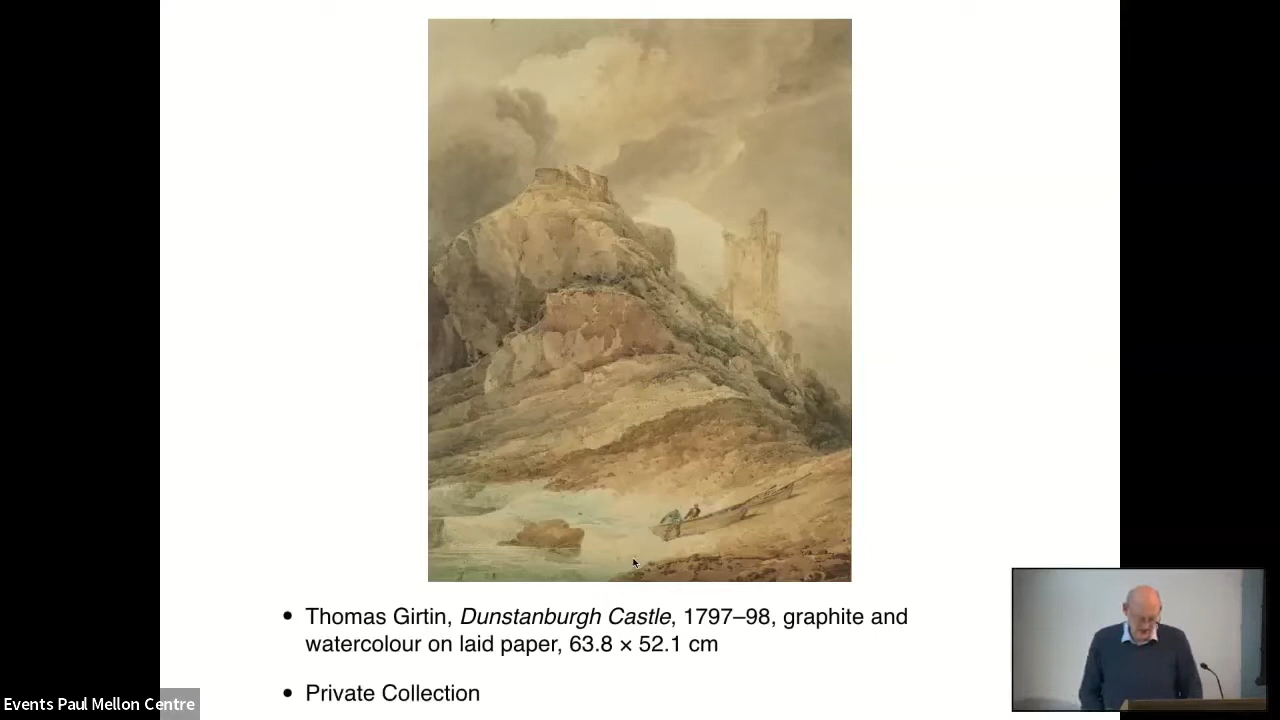 • Thomas Girtin, Dunstanburgh Castle, 1797–98, graphite and
watercolour on laid paper, 63.8 × 52.1 cm
• Private Collection
Events Paul Mellon Centre